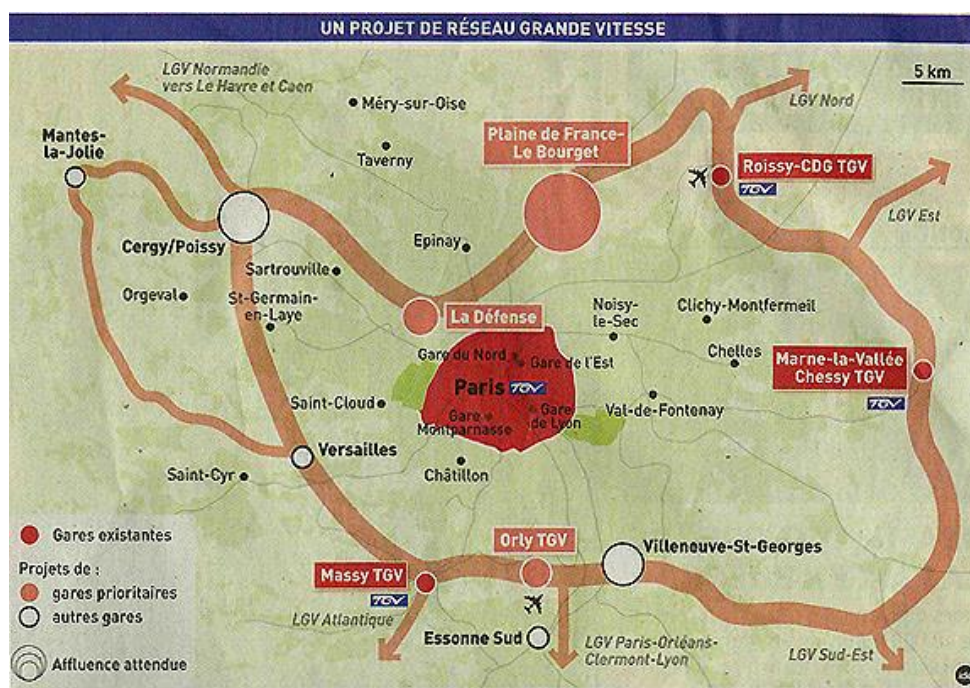 UN PROJET DE RÉSEAU GRANDE VITESSE
LGV Normandie
vers Le Havre et Caen
5 km
Méry-sur-Oise
LGV Nord
Mantes-
la-Jolie
Plaine de France-
Le Bourget
Taverny
Roissy-CDG TGV
TGV
LGV Est
Cergy/Poissy
Epinay
Sartrouville
Orgeval
St-Germain-
en-Laye
La Défense
Noisy-
le-Sec
Clichy-Montfermeil
Gare du Nord
Gare de l'Est
Chelles
Marne-la-Vallée
Chessy TGV
TGV
Paris
TGV
Saint-Cloud
Gare
Montparnasse
Gare
de Lyon
Val-de-Fontenay
Versailles
Saint-Cyr
Châtillon
Gares existantes
Projets de :
gares prioritaires
autres gares
Affluence attendue
Orly TGV
Villeneuve-St-Georges
Massy TGV
TGV
LGV Atlantique
Essonne Sud
LGV Paris-Orléans-
Clermont-Lyon
LGV Sud-Est